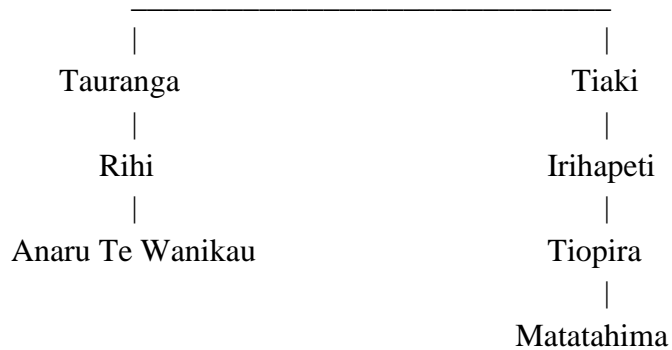 Tauranga Tiaki
Rihi Irihapeti
Anaru Te Wanikau Tiopira
Matatahima